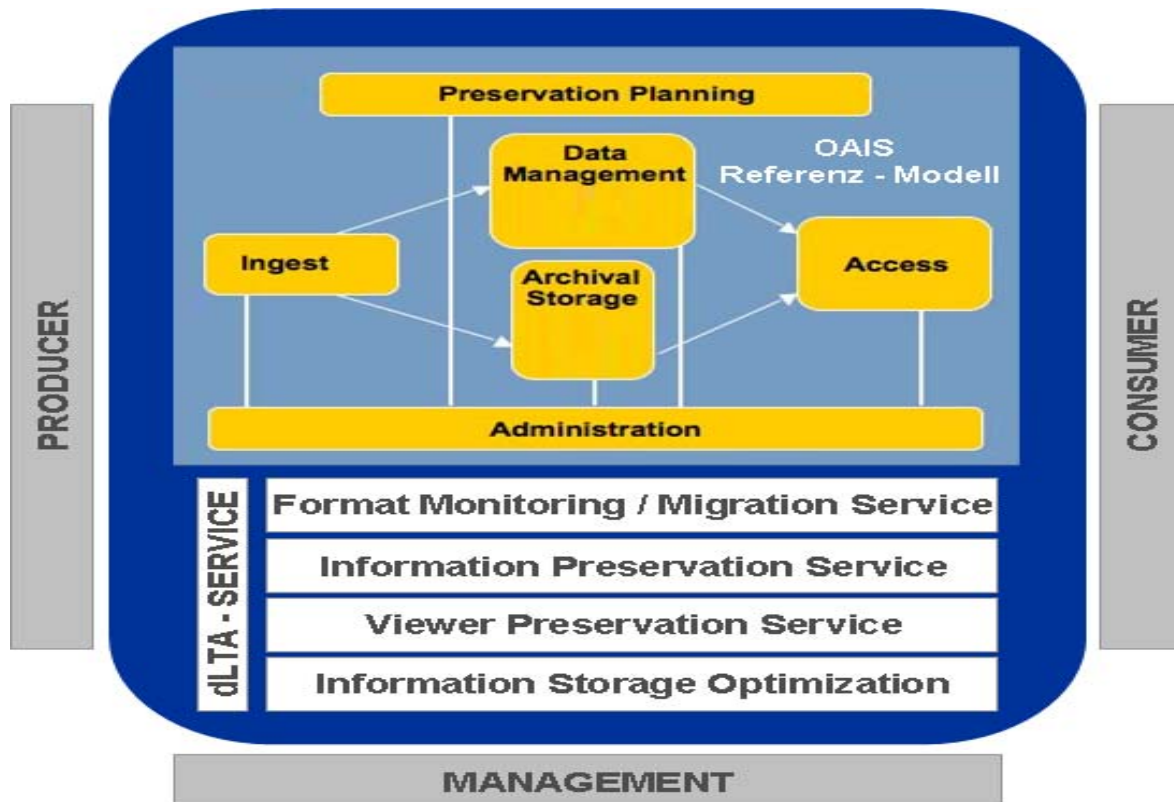 Preservation Planning
Data
Management
OAIS
Referenz - Modell
Ingest
Archival
Storage
Access
Administration
PRODUCER
CONSUMER
dLTA - SERVICE
Format Monitoring / Migration Service
Information Preservation Service
Viewer Preservation Service
Information Storage Optimization
MANAGEMENT